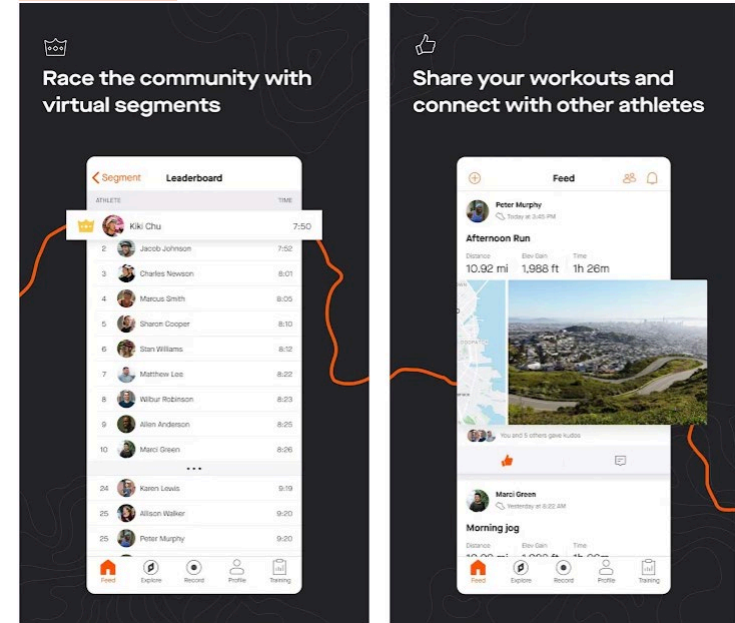 Race the community with
virtual segments
Segment Leaderboard
ATHLETE TIME
Kiki Chu 7:50
2 Jacob Johnson 7:52
3 Charles Newson 8:01
4 Marcus Smith 8:05
5 Sharon Cooper 8:10
6 Stan Williams 8:12
7 Matthew Lee 8:22
8 Wilbur Robinson 8:23
9 Allen Anderson 8:25
10 Marci Green 8:26
24 Karen Lewis 9:19
25 Allison Walker 9:20
25 Peter Murphy 9:20
Feed Explore Record Profile Training
Share your workouts and
connect with other athletes
Feed
Peter Murphy
Today at 3:45 PM
Afternoon Run
Distance Elev Gain Time
10.92 mi 1,988 ft 1h 26m
You and 5 others gave kudos
Marci Green
Yesterday at 8:22 AM
Morning jog
Distance Elev Gain Time
Feed Explore Record Profile Training